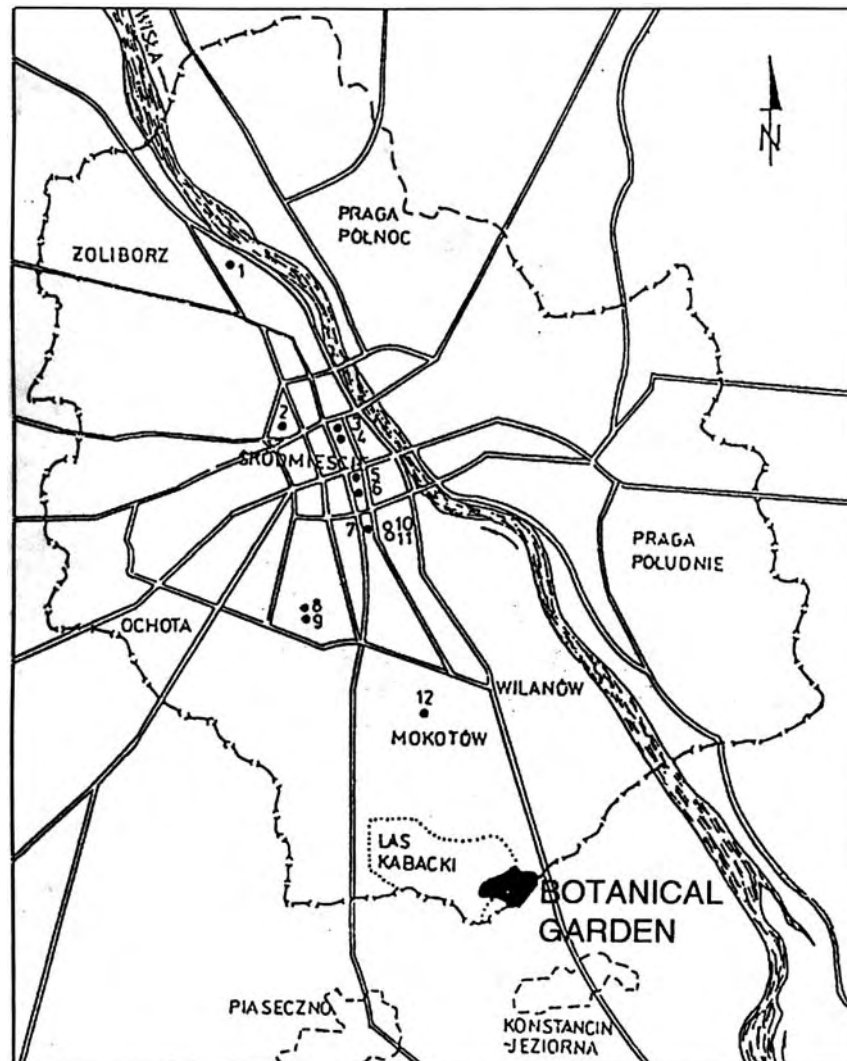 WISŁA
N
PRAGA
PÓŁNOC
ZOLIBORZ
1
2
3
4
ŚRÓDMIEŚCIE
5
6
7
10
11
PRAGA
POŁUDNIE
8
9
OCHOTA
WILANÓW
12
MOKOTÓW
LAS
KABACKI
BOTANICAL
GARDEN
PIASECZNO
KONSTANCIN
-JEZIORNA